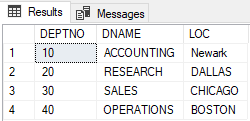 Results Messages
DEPTNO DNAME LOC
1 10 ACCOUNTING Newark
2 20 RESEARCH DALLAS
3 30 SALES CHICAGO
4 40 OPERATIONS BOSTON